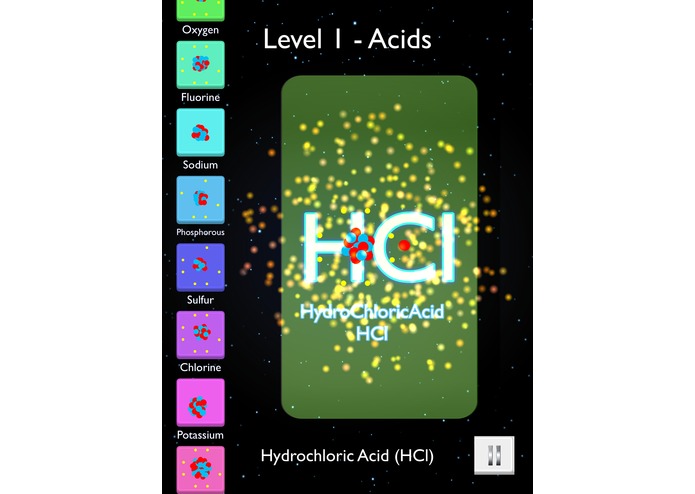 Oxygen
Fluorine
Sodium
Phosphorous
Sulfur
Chlorine
Potassium
Level 1 - Acids
HCl
HydroChloricAcid
HCl
Hydrochloric Acid (HCl)